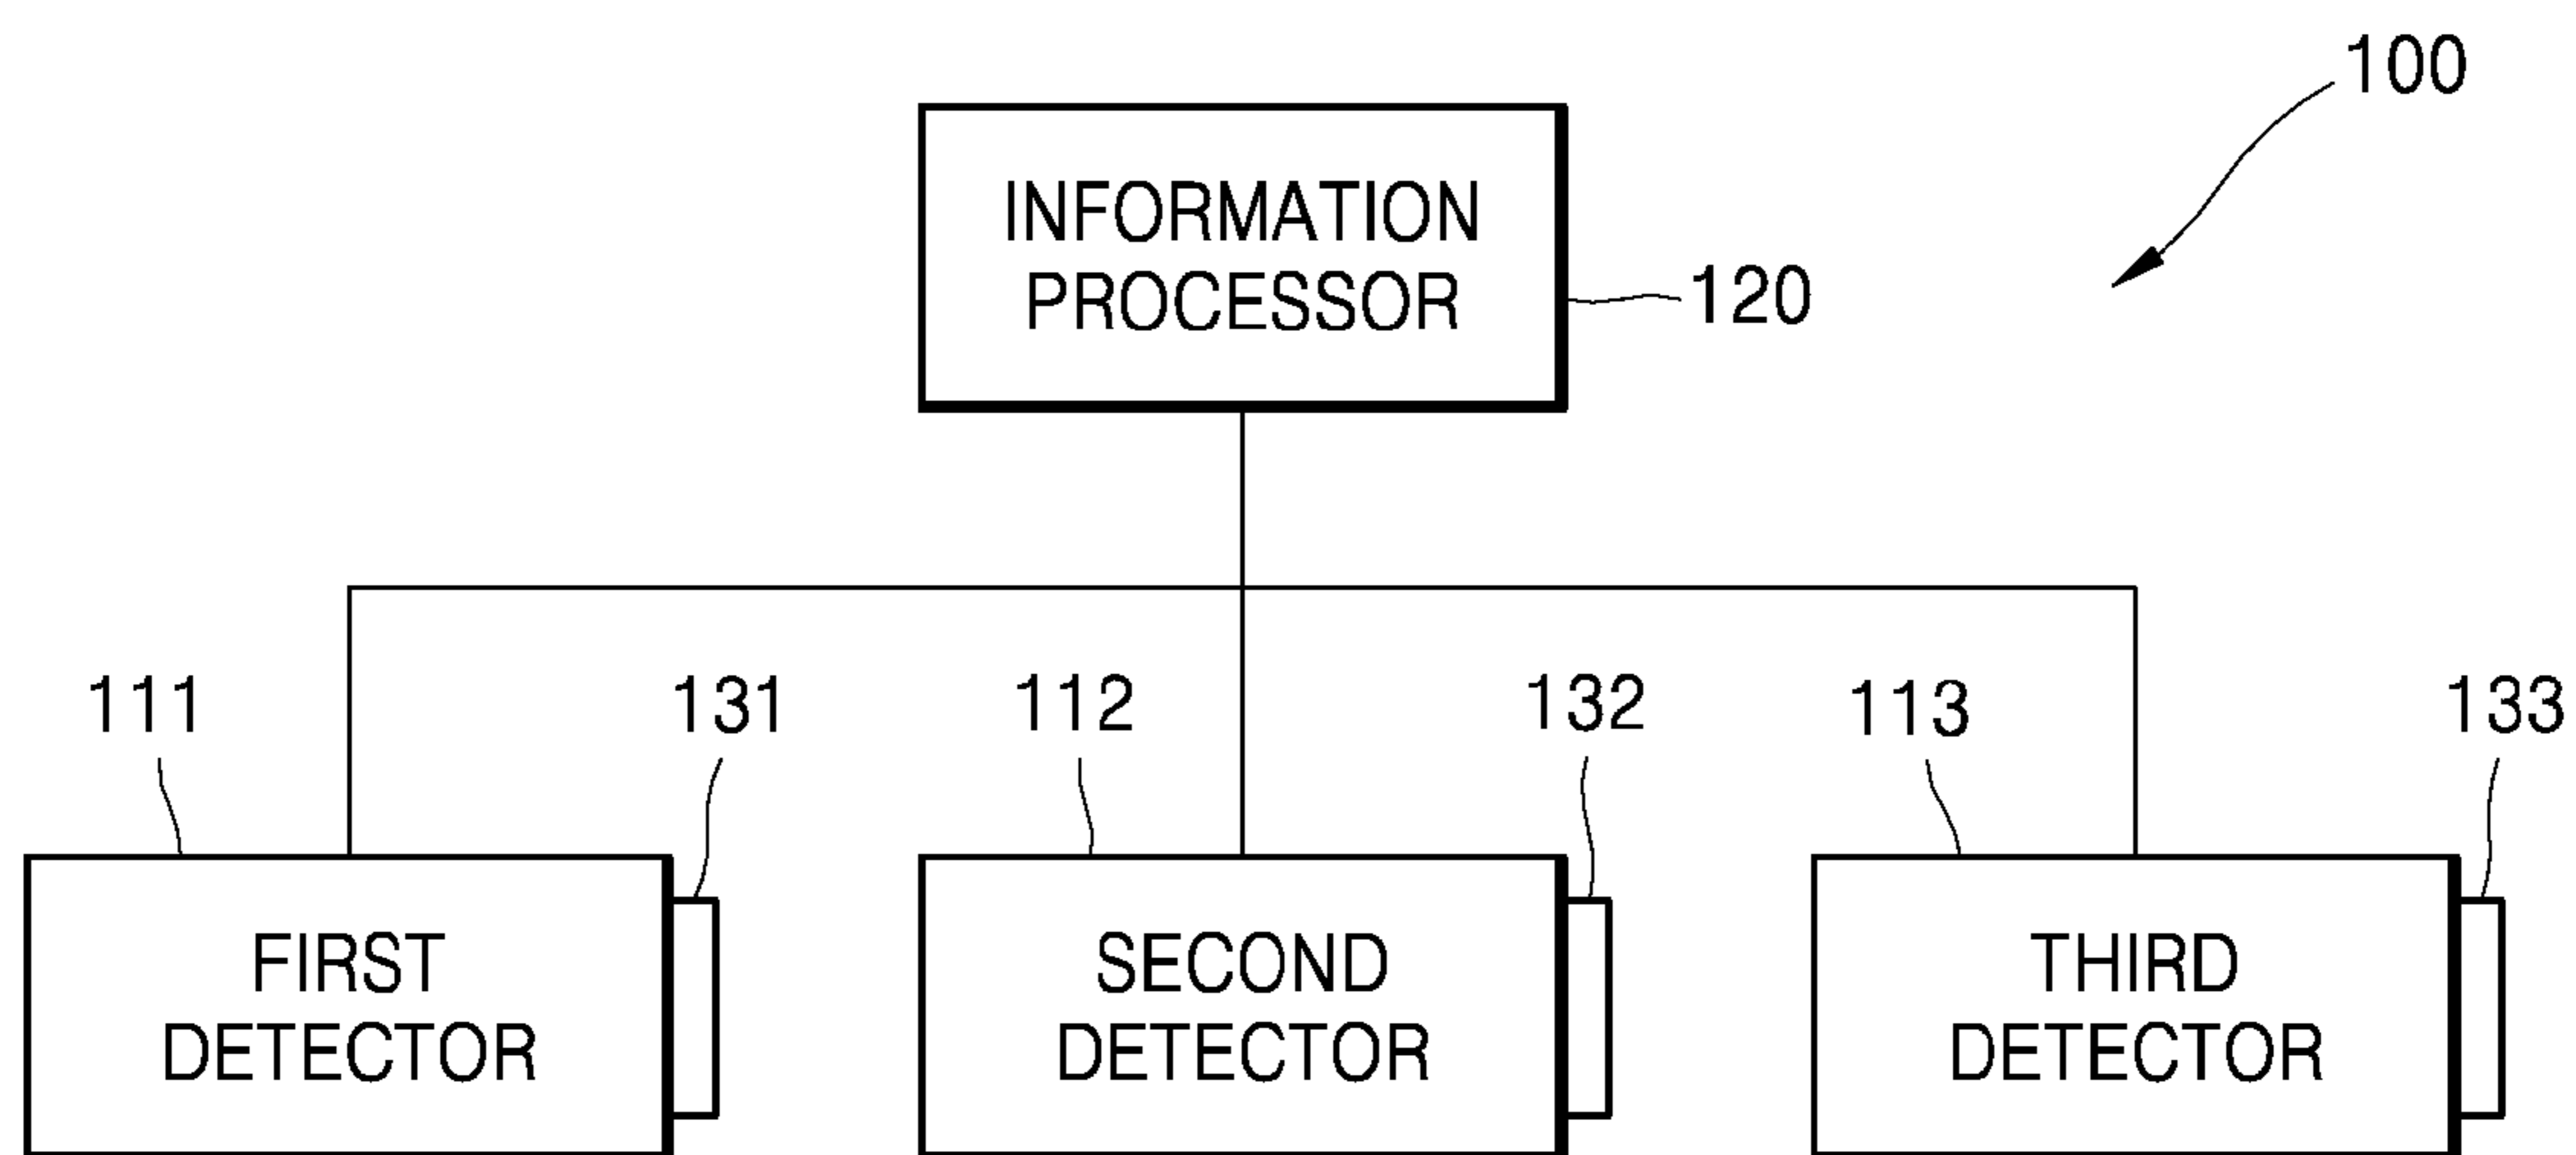 100
INFORMATION
PROCESSOR
120
111
131
112
132
113
133
FIRST
DETECTOR
SECOND
DETECTOR
THIRD
DETECTOR